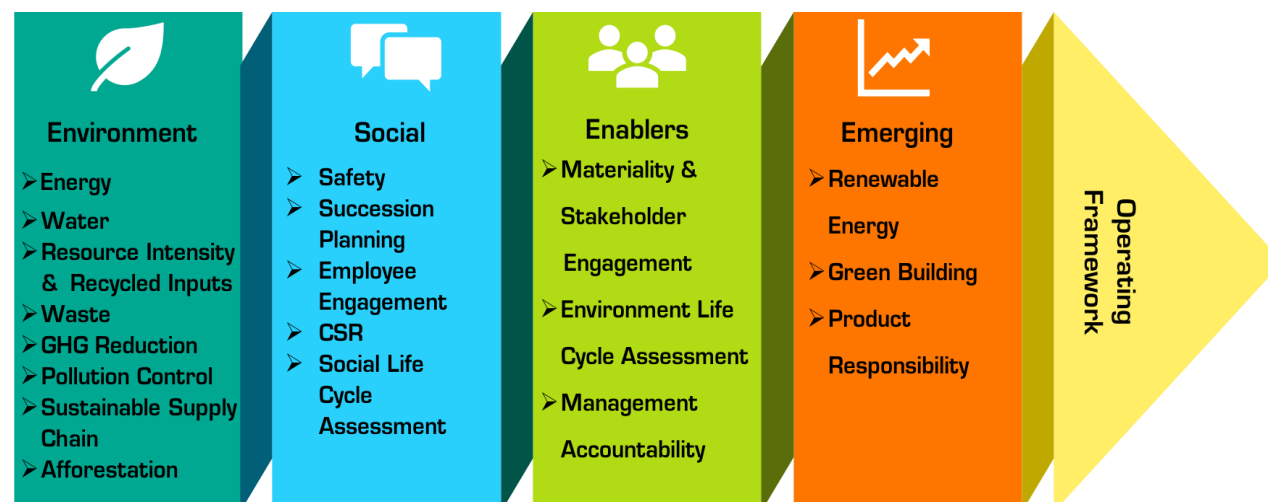 Environment
➢Energy
➢Water
➢Resource Intensity
& Recycled Inputs
➢Waste
➢GHG Reduction
➢Pollution Control
➢Sustainable Supply
Chain
➢Afforestation
Social
➢ Safety
➢ Succession
Planning
➢ Employee
Engagement
➢ CSR
➢ Social Life
Cycle
Assessment
Enablers
➢Materiality &
Stakeholder
Engagement
➢Environment Life
Cycle Assessment
➢Management
Accountability
Emerging
➢Renewable
Energy
➢Green Building
➢Product
Responsibility
Operating
Framework